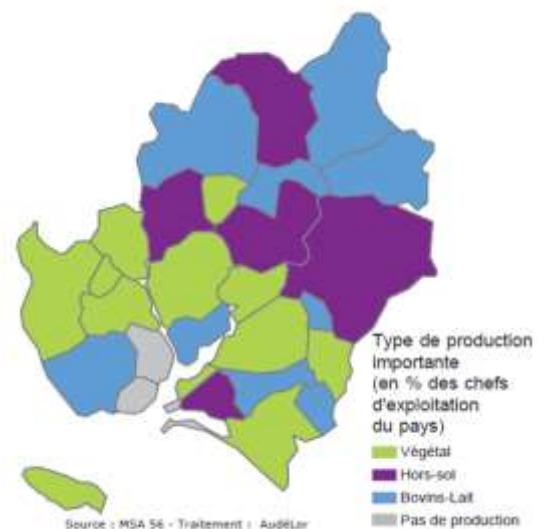 Type de production
importante
(en % des chefs
d'exploitation
du pays)
Végétal
Hors-sol
Bovins-Lait
Pas de production
Source : MSA 56 - Traitement : AudéLor